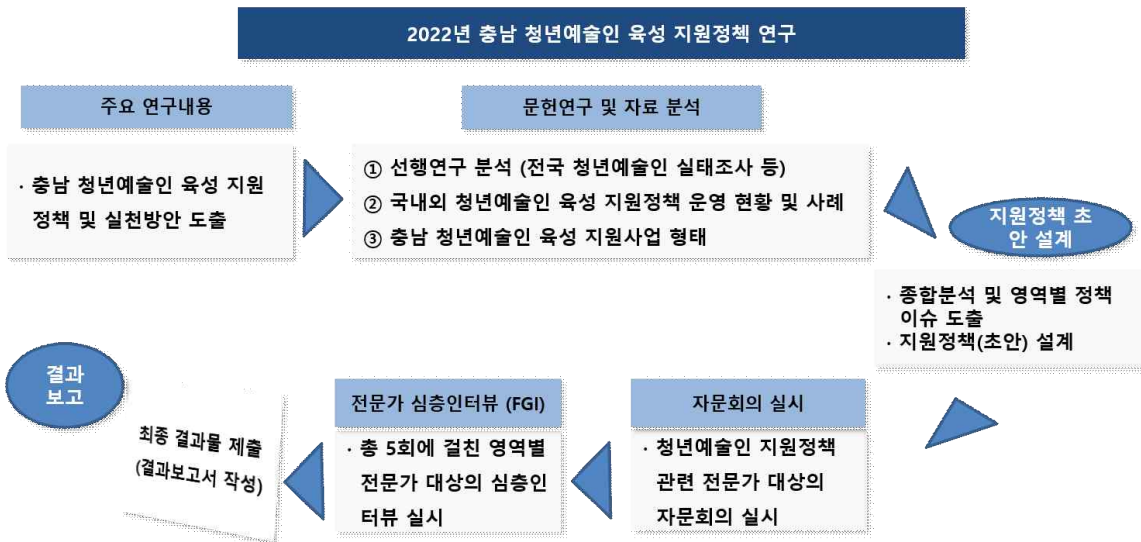 2022년 충남 청년예술인 육성 지원정첵 연구
주요 연구내용
· 충남 청년예술인 육성 지원
정책 및 실천방안 도출
문헌연구 및 자료 분석
① 선행연구 분석 (전국 청년예술인 실태조사 등)
② 국내외 청년예술인 육성 지원정책 운영 현황 및 사례
③ 충남 청년예술인 육성 지원사업 형태
지원정책 초
안 설계
· 종합분석 및 영역별 정책
이슈 도출
· 지원정책(초안) 설계
자문회의 실시
· 청년예술인 지원정책
관련 전문가 대상의
자문회의 실시
전문가 심층인터뷰 (FGI)
· 총 5회에 걸친 영역별
전문가 대상의 심층인
터뷰 실시
결과
보고
최종 결과물 제출
(결과보고서 작성)